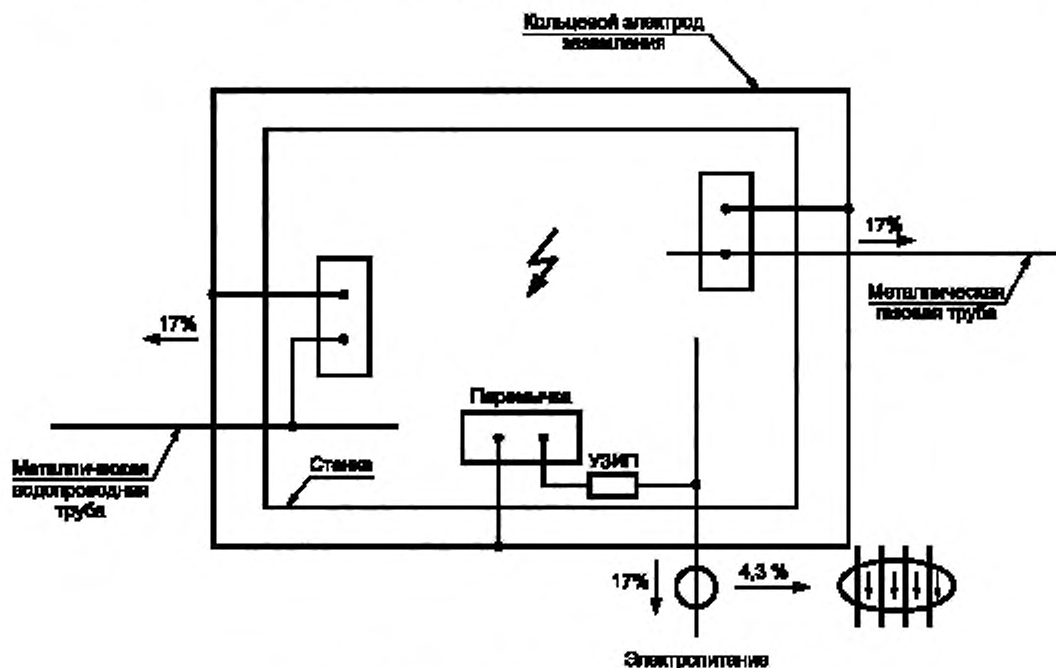 Кольцевой электрод
заземления
17%
Металлическая
газовая труба
17%
Перемычка
УЗИП
Стенка
Металлическая
водопроводная
труба
17%
4,3 %
Электропитание